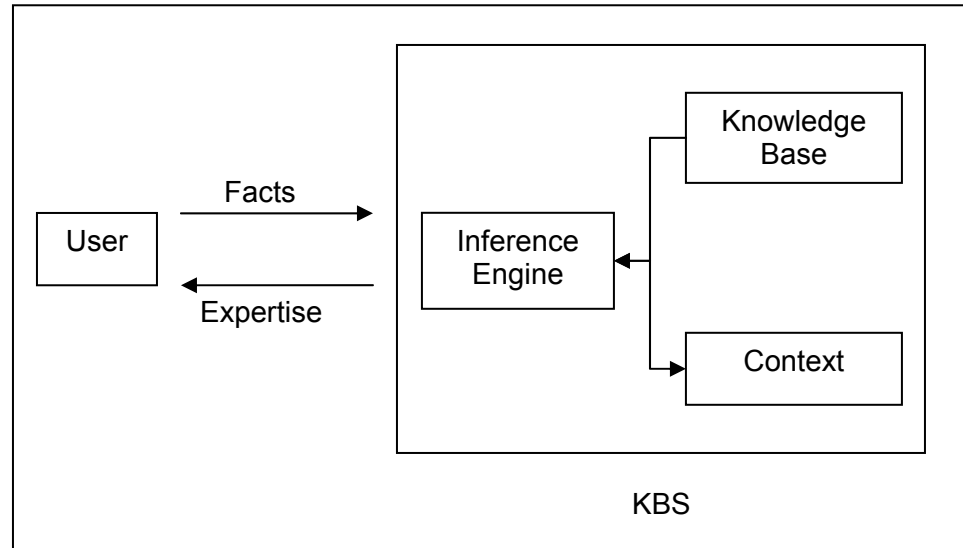 Knowledge
Base
Facts
User
Inference
Engine
Expertise
Context
KBS